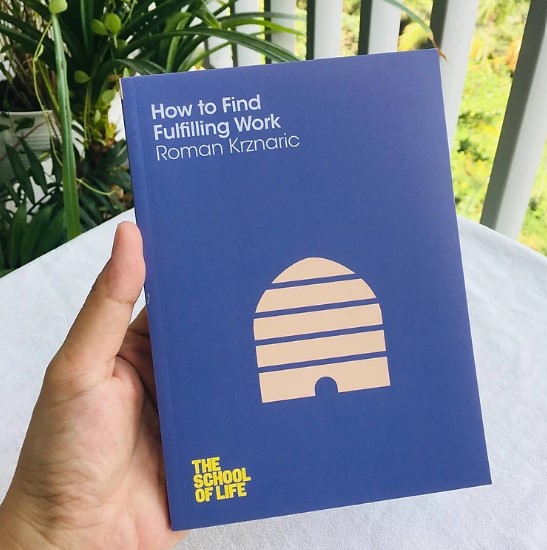 How to Find
Fulfilling Work
Roman Krznaric
THE
SCHOOL
OF LIFE